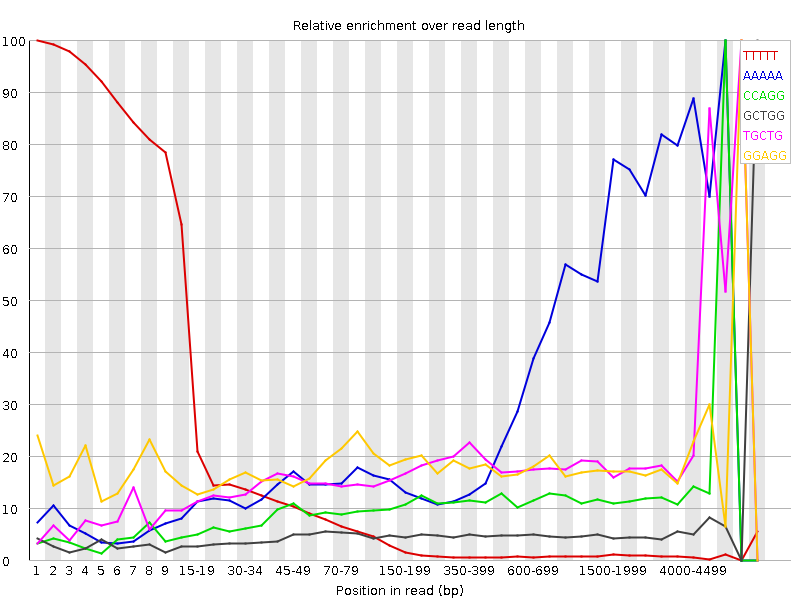 Relative enrichment over read length
100
90
80
70
60
50
40
30
20
10
0
TTTTT
AAAAA
CCAGG
GCTGG
TGCTG
GGAGG
1 2 3 4 5 6 7 8 9 15-19 30-34 45-49 70-79 150-199 350-399 600-699 1500-1999 4000-4499
Position in read (bp)